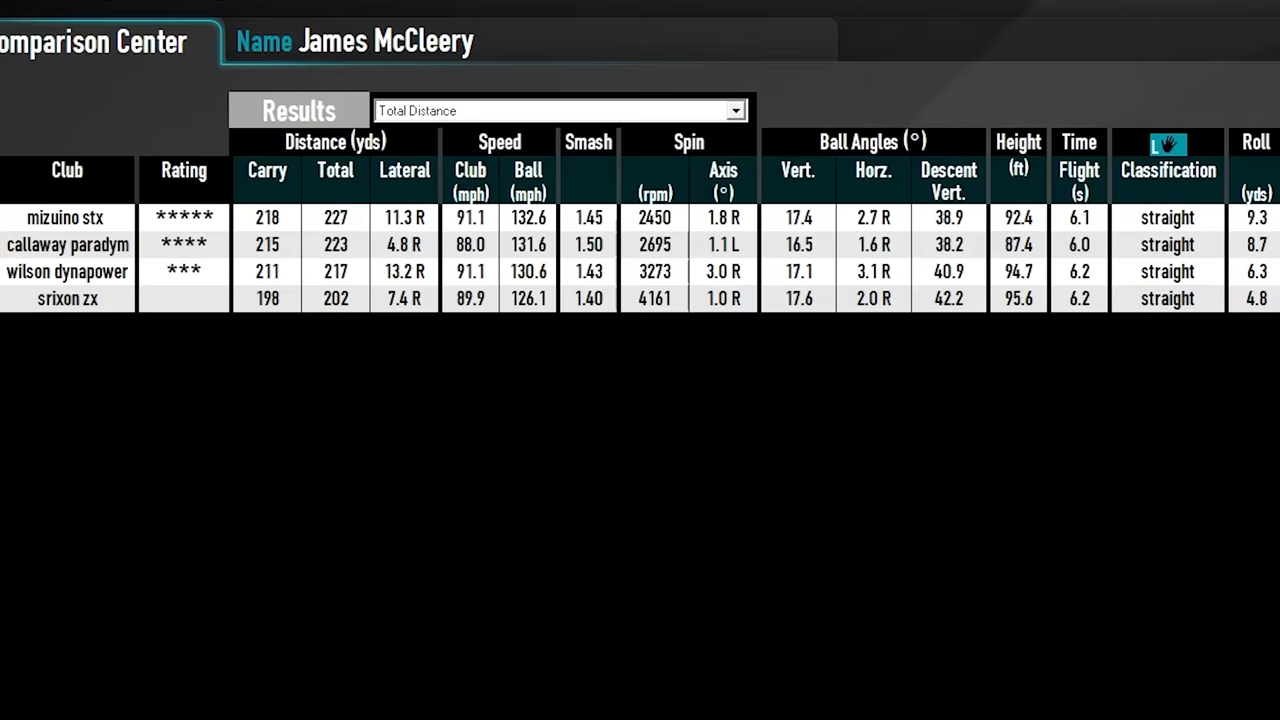 omparison Center Name James McCleery
Results Total Distance
Distance (yds) Speed Smash Spin Ball Angles (°) Height Time L Roll
Club Rating Carry Total Lateral Club Ball Axis Vert. Horz. Descent (ft) Flight Classification
(mph) (mph) (rpm) (°) Vert. (s) (yds)
mizuino stx ***** 218 227 11.3 R 91.1 132.6 1.45 2450 1.8 R 17.4 2.7 R 38.9 92.4 6.1 straight 9.3
callaway paradym **** 215 223 4.8 R 88.0 131.6 1.50 2695 1.1 L 16.5 1.6 R 38.2 87.4 6.0 straight 8.7
wilson dynapower *** 211 217 13.2 R 91.1 130.6 1.43 3273 3.0 R 17.1 3.1 R 40.9 94.7 6.2 straight 6.3
srixon zx 198 202 7.4 R 89.9 126.1 1.40 4161 1.0 R 17.6 2.0 R 42.2 95.6 6.2 straight 4.8